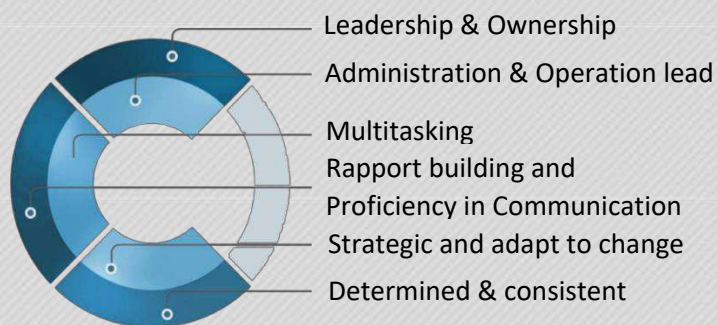 Leadership & Ownership
Administration & Operation lead
Multitasking
Rapport building and
Proficiency in Communication
Strategic and adapt to change
Determined & consistent